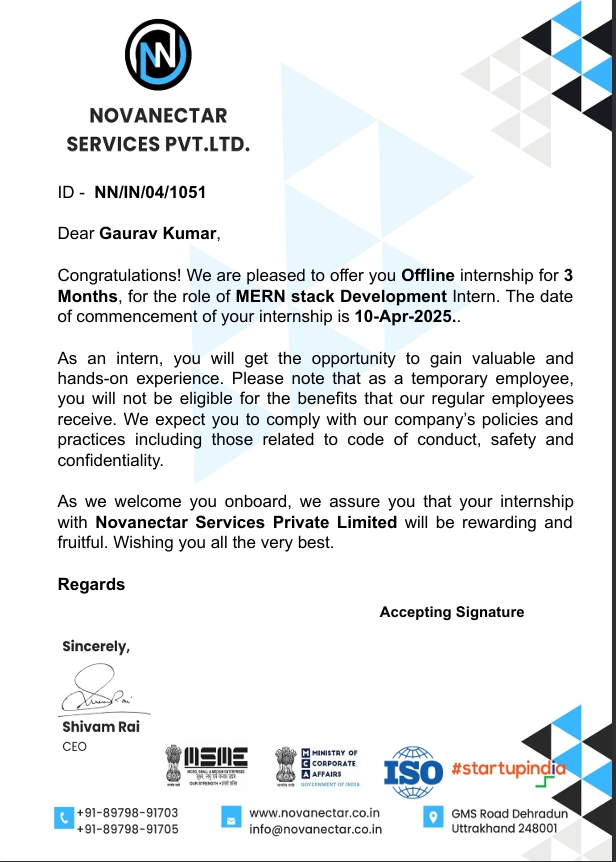 NOVANECTAR
SERVICES PVT.LTD.
ID - NN/IN/04/1051
Dear Gaurav Kumar,
Congratulations! We are pleased to offer you Offline internship for 3
Months, for the role of MERN stack Development Intern. The date
of commencement of your internship is 10-Apr-2025..
As an intern, you will get the opportunity to gain valuable and
hands-on experience. Please note that as a temporary employee,
you will not be eligible for the benefits that our regular employees
receive. We expect you to comply with our company's policies and
practices including those related to code of conduct, safety and
confidentiality.
As we welcome you onboard, we assure you that your internship
with Novanectar Services Private Limited will be rewarding and
fruitful. Wishing you all the very best.
Regards
Accepting Signature
Sincerely,
Shivam Rai
CEO
MSME
MICRO, SMALL & MEDIUM ENTERPRISES
OUR STRENGTH
MCA
MINISTRY OF
CORPORATE
AFFAIRS
GOVERNMENT OF INDIA
ISO
#startupindia
+91-89798-91703
+91-89798-91705
www.novanectar.co.in
info@novanectar.co.in
GMS Road Dehradun
Uttrakhand 248001